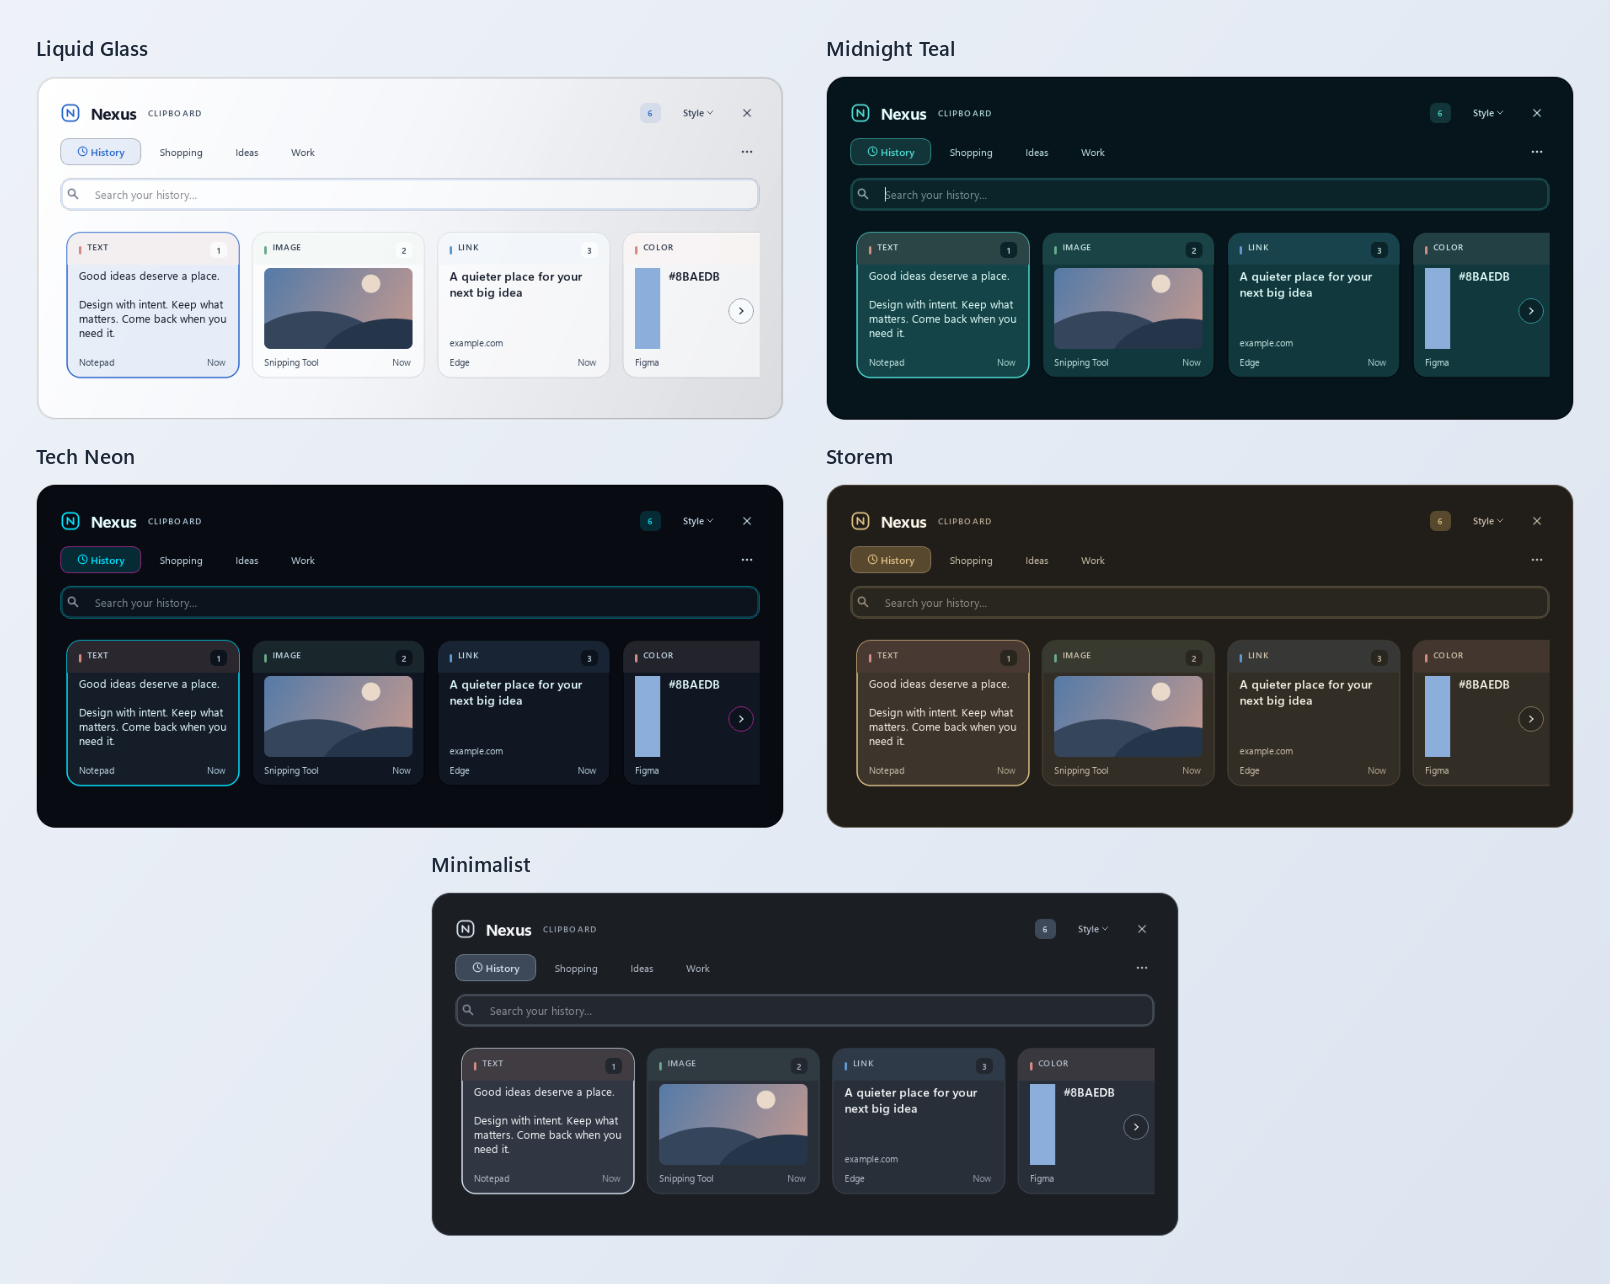 Liquid Glass
N Nexus CLIPBOARD 6 Style
History Shopping Ideas Work ...
Search your history...
TEXT 1
Good ideas deserve a place.
Design with intent. Keep what
matters. Come back when you
need it.
Notepad Now
IMAGE 2
Snipping Tool Now
LINK 3
A quieter place for your
next big idea
example.com
Edge Now
COLOR
#8BAEDB
Figma
Midnight Teal
N Nexus CLIPBOARD 6 Style
History Shopping Ideas Work ...
Search your history...
TEXT 1
Good ideas deserve a place.
Design with intent. Keep what
matters. Come back when you
need it.
Notepad Now
IMAGE 2
Snipping Tool Now
LINK 3
A quieter place for your
next big idea
example.com
Edge Now
COLOR
#8BAEDB
Figma
Tech Neon
N Nexus CLIPBOARD 6 Style
History Shopping Ideas Work ...
Search your history...
TEXT 1
Good ideas deserve a place.
Design with intent. Keep what
matters. Come back when you
need it.
Notepad Now
IMAGE 2
Snipping Tool Now
LINK 3
A quieter place for your
next big idea
example.com
Edge Now
COLOR
#8BAEDB
Figma
Storem
N Nexus CLIPBOARD 6 Style
History Shopping Ideas Work ...
Search your history...
TEXT 1
Good ideas deserve a place.
Design with intent. Keep what
matters. Come back when you
need it.
Notepad Now
IMAGE 2
Snipping Tool Now
LINK 3
A quieter place for your
next big idea
example.com
Edge Now
COLOR
#8BAEDB
Figma
Minimalist
N Nexus CLIPBOARD 6 Style
History Shopping Ideas Work ...
Search your history...
TEXT 1
Good ideas deserve a place.
Design with intent. Keep what
matters. Come back when you
need it.
Notepad Now
IMAGE 2
Snipping Tool Now
LINK 3
A quieter place for your
next big idea
example.com
Edge Now
COLOR
#8BAEDB
Figma